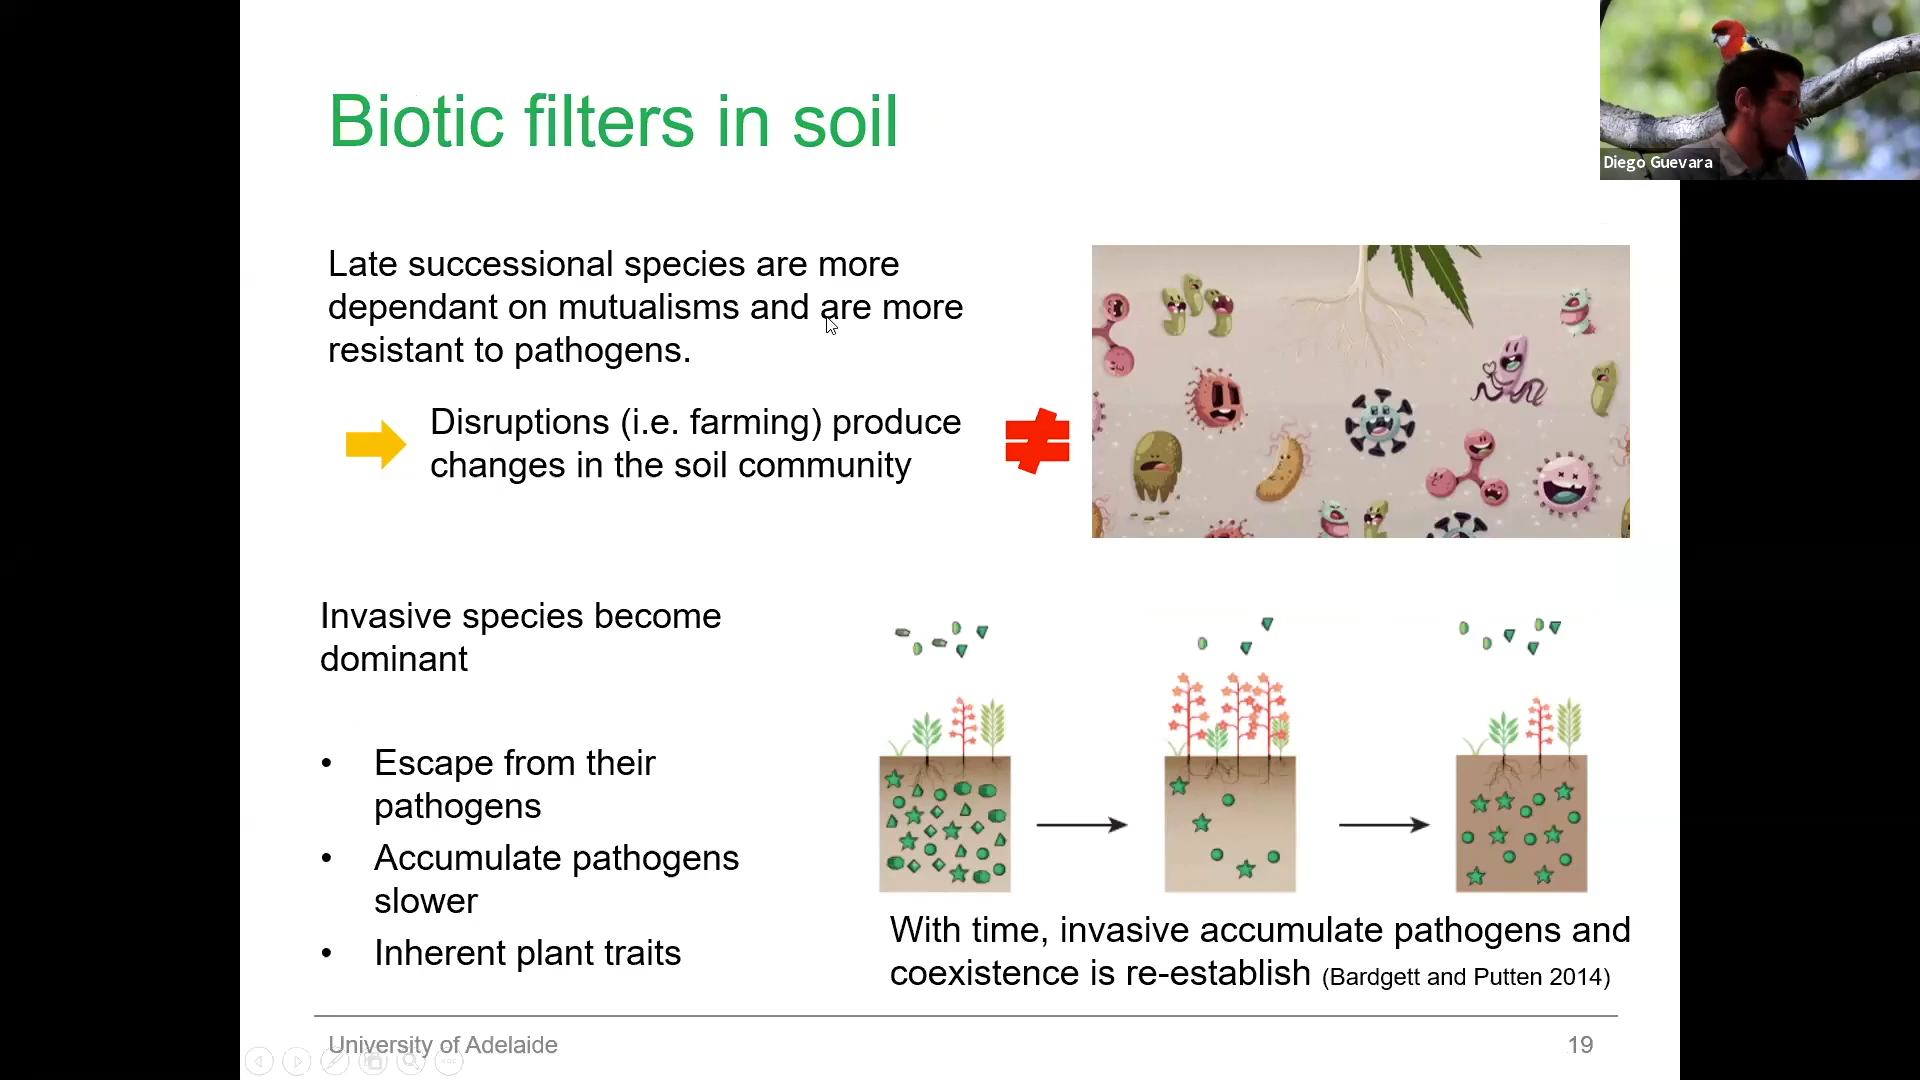 Biotic filters in soil
Diego Guevara
Late successional species are more
dependant on mutualisms and are more
resistant to pathogens.
Disruptions (i.e. farming) produce
changes in the soil community
≠
Invasive species become
dominant
• Escape from their
pathogens
• Accumulate pathogens
slower
• Inherent plant traits
With time, invasive accumulate pathogens and
coexistence is re-establish (Bardgett and Putten 2014)
University of Adelaide
19